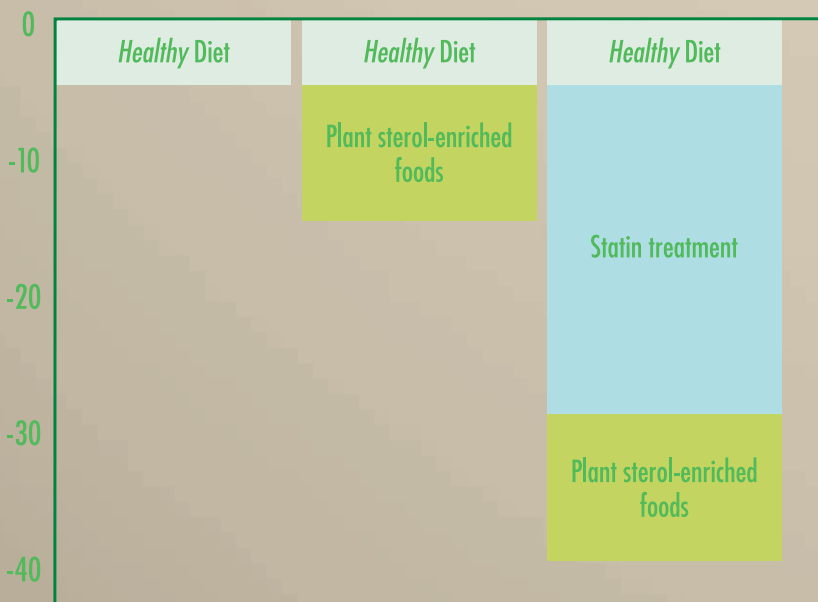 0
-10
-20
-30
-40
Healthy Diet
Healthy Diet
Healthy Diet
Plant sterol-enriched
foods
Statin treatment
Plant sterol-enriched
foods